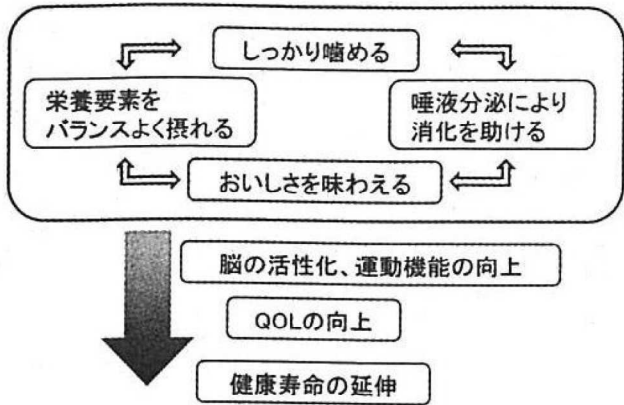 しっかり噛める
栄養要素を
バランスよく摂れる
唾液分泌により
消化を助ける
おいしさを味わえる
脳の活性化、運動機能の向上
QOLの向上
健康寿命の延伸